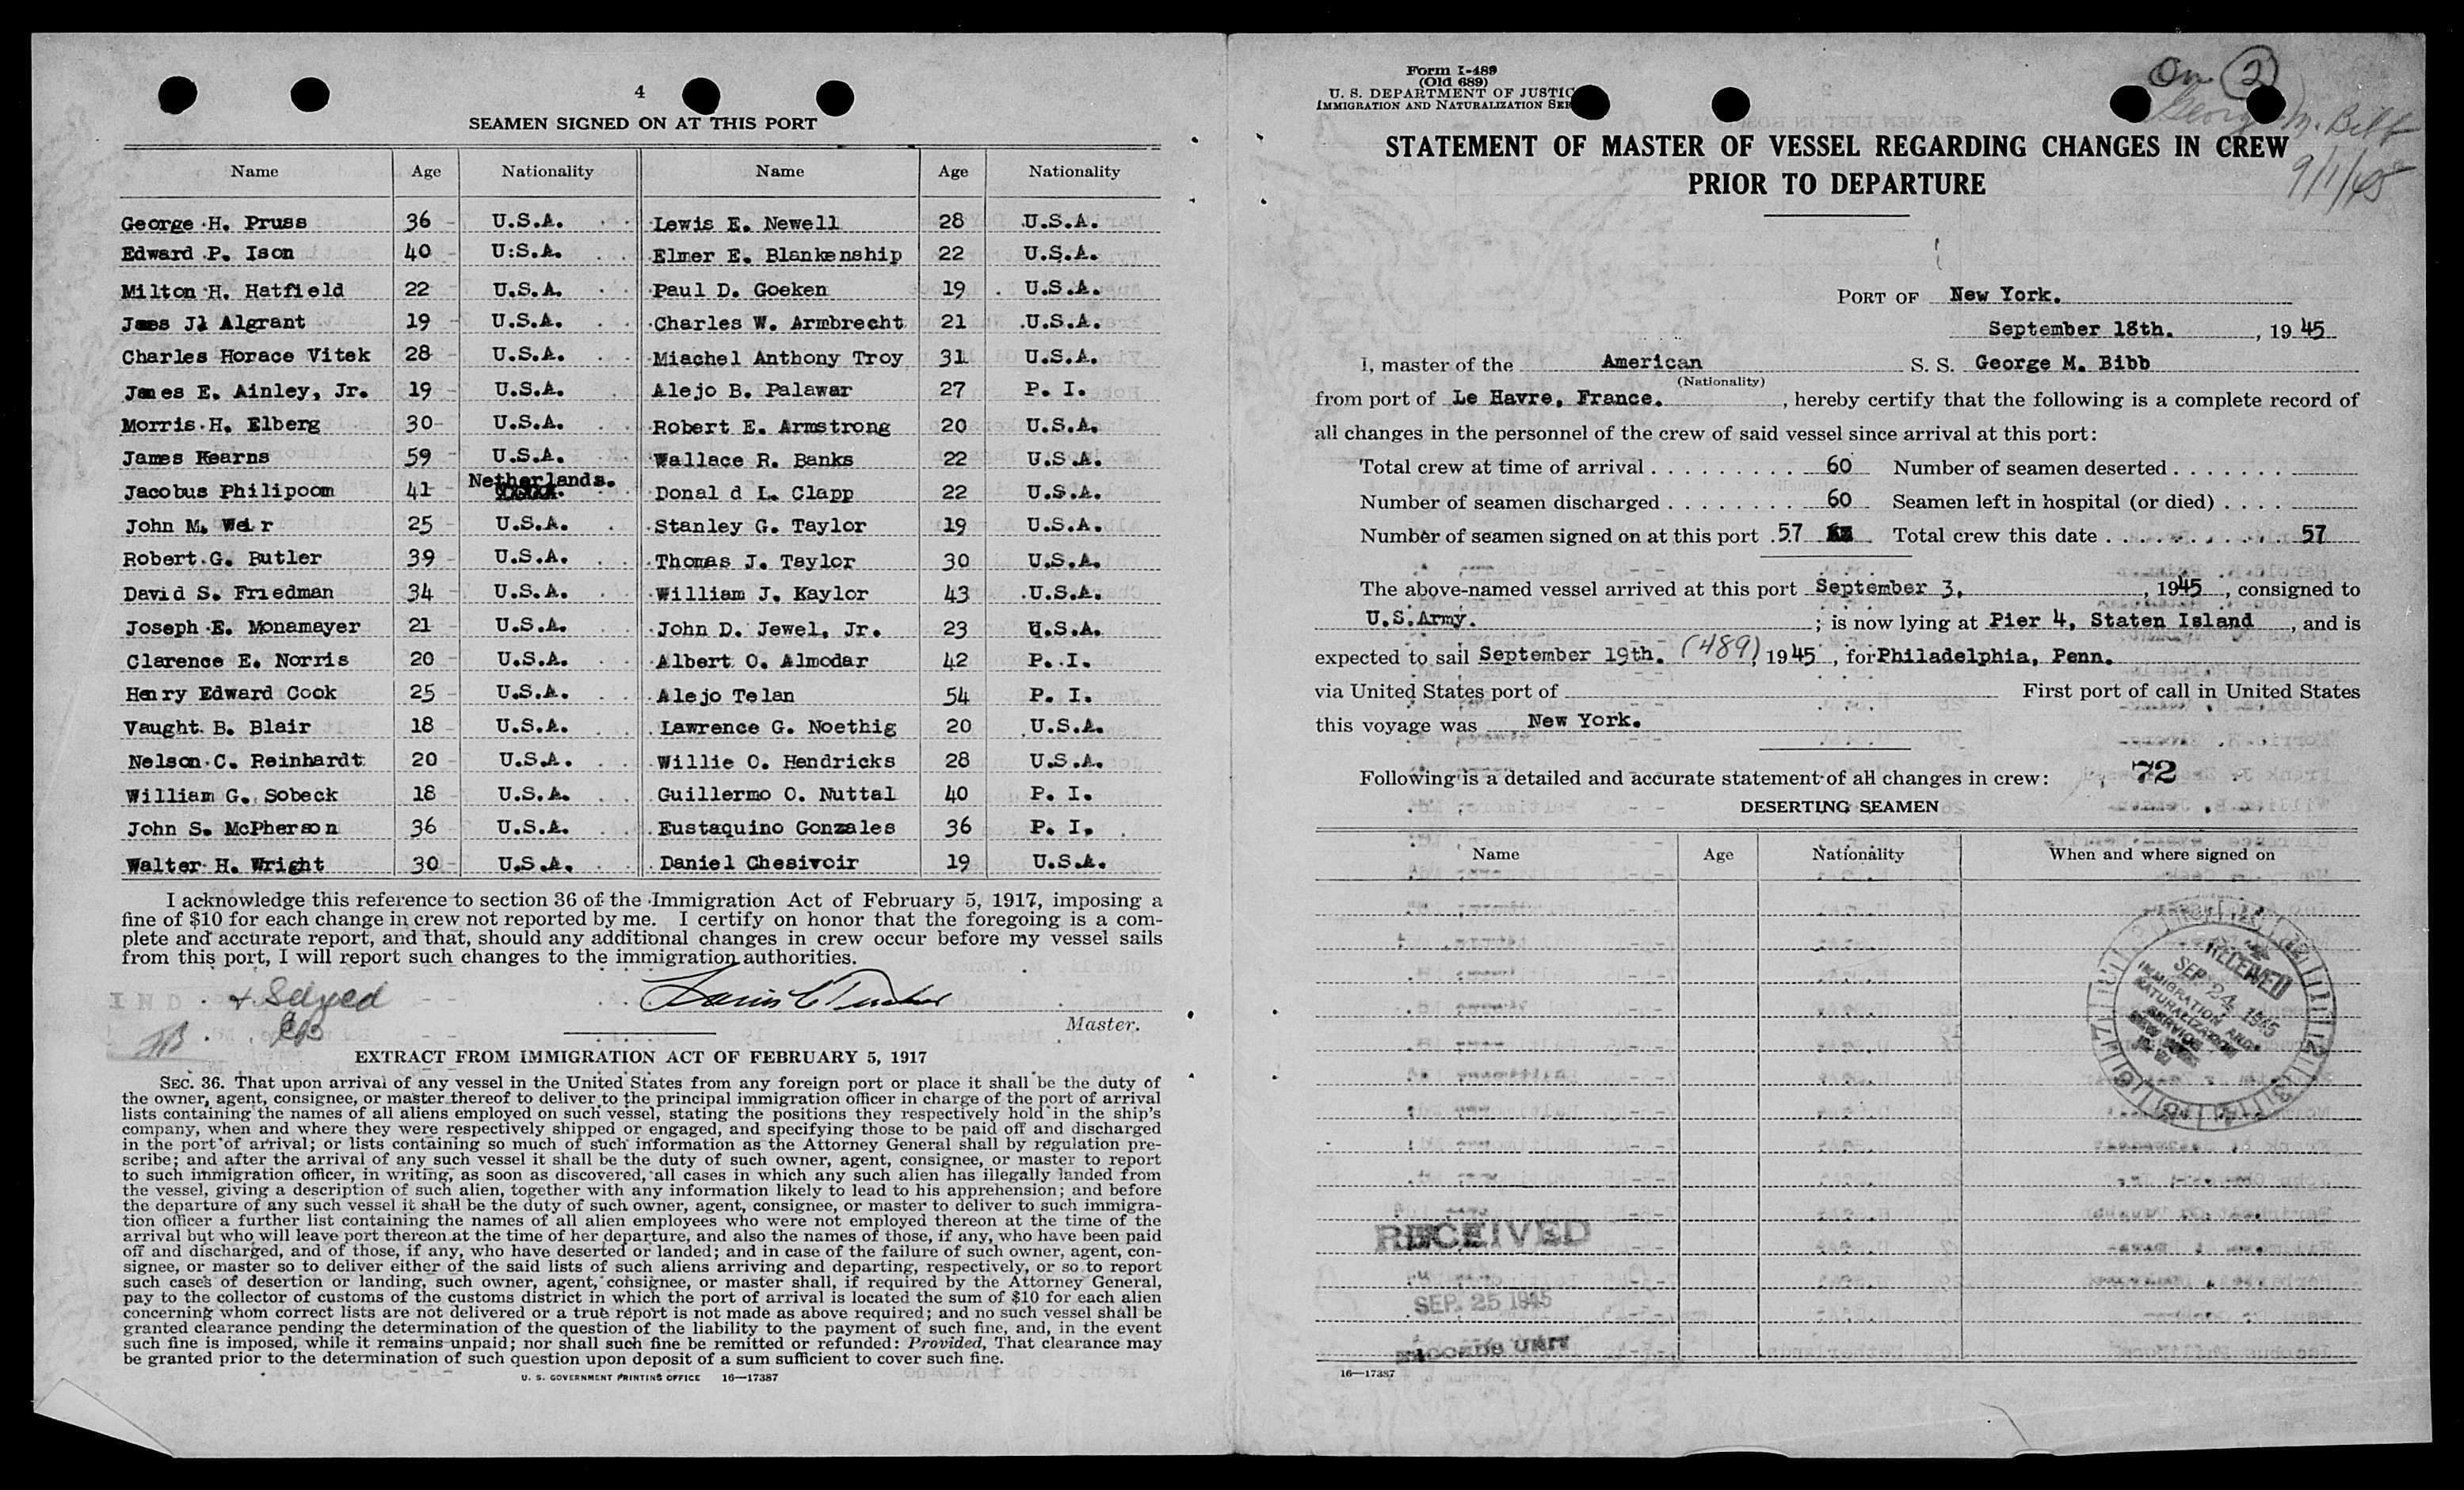 4
SEAMEN SIGNED ON AT THIS PORT
Name Age Nationality Name Age Nationality
George H. Pruss 36 U.S.A. Lewis E. Newell 28 U.S.A.
Edward P. Ison 40 U:S.A. Elmer E. Blankenship 22 U.S.A.
Milton H. Hatfield 22 U.S.A. Paul D. Goeken 19 U.S.A.
Jmes J1 Algrant 19 U.S.A. Charles W. Armbrecht 21 U.S.A.
Charles Horace Vitek 28 U.S.A. Miachel Anthony Troy 31 U.S.A.
James E. Ainley, Jr. 19 U.S.A. Alejo B. Palawar 27 P. I.
Morris H. Elberg 30 U.S.A. Robert E. Armstrong 20 U.S.A.
James Kearns 59 U.S.A. Wallace R. Banks 22 U.S.A.
Jacobus Philipoom 41 Netherlands. Donal d L. Clapp 22 U.S.A.
John M. Weir 25 U.S.A. Stanley G. Taylor 19 U.S.A.
Robert G. Butler 39 U.S.A. Thomas J. Taylor 30 U.S.A.
David S. Friedman 34 U.S.A. William J. Kaylor 43 U.S.A.
Joseph E. Monamayer 21 U.S.A. John D. Jewel, Jr. 23 U.S.A.
Clarence E. Norris 20 U.S.A. Albert O. Almodar 42 P. I.
Henry Edward Cook 25 U.S.A. Alejo Telan 54 P. I.
Vaught B. Blair 18 U.S.A. Lawrence G. Noethig 20 U.S.A.
Nelson C. Reinhardt 20 U.S.A. Willie O. Hendricks 28 U.S.A.
William G. Sobeck 18 U.S.A. Guillermo O. Nuttal 40 P. I.
John S. McPherson 36 U.S.A. Eustaquino Gonzales 36 P. I.
Walter H. Wright 30 U.S.A. Daniel Chesivoir 19 U.S.A.
I acknowledge this reference to section 36 of the Immigration Act of February 5, 1917, imposing a
fine of $10 for each change in crew not reported by me. I certify on honor that the foregoing is a com-
plete and accurate report, and that, should any additional changes in crew occur before my vessel sails
from this port, I will report such changes to the immigration authorities.
IND
Master.
EXTRACT FROM IMMIGRATION ACT OF FEBRUARY 5, 1917
SEC. 36. That upon arrival of any vessel in the United States from any foreign port or place it shall be the duty of
the owner, agent, consignee, or master thereof to deliver to the principal immigration officer in charge of the port of arrival
lists containing the names of all aliens employed on such vessel, stating the positions they respectively hold in the ship's
company, when and where they were respectively shipped or engaged, and specifying those to be paid off and discharged
in the port of arrival; or lists containing so much of such information as the Attorney General shall by regulation pre-
scribe; and after the arrival of any such vessel it shall be the duty of such owner, agent, consignee, or master to report
to such immigration officer, in writing, as soon as discovered, all cases in which any such alien has illegally landed from
the vessel, giving a description of such alien, together with any information likely to lead to his apprehension; and before
the departure of any such vessel it shall be the duty of such owner, agent, consignee, or master to deliver to such immigra-
tion officer a further list containing the names of all alien employees who were not employed thereon at the time of the
arrival but who will leave port thereon at the time of her departure, and also the names of those, if any, who have been paid
off and discharged, and of those, if any, who have deserted or landed; and in case of the failure of such owner, agent, con-
signee, or master so to deliver either of the said lists of such aliens arriving and departing, respectively, or so to report
such cases of desertion or landing, such owner, agent, consignee, or master shall, if required by the Attorney General,
pay to the collector of customs of the customs district in which the port of arrival is located the sum of $10 for each alien
concerning whom correct lists are not delivered or a true report is not made as above required; and no such vessel shall be
granted clearance pending the determination of the question of the liability to the payment of such fine, and, in the event
such fine is imposed, while it remains unpaid; nor shall such fine be remitted or refunded: Provided, That clearance may
be granted prior to the determination of such question upon deposit of a sum sufficient to cover such fine.
U. S. GOVERNMENT PRINTING OFFICE 16—17387
Form I-489
(Old 689)
U. S. DEPARTMENT OF JUSTIC
IMMIGRATION AND NATURALIZATION SER
2
George M. Bibb
9/1/45
STATEMENT OF MASTER OF VESSEL REGARDING CHANGES IN CREW
PRIOR TO DEPARTURE
PORT OF New York.
September 18th. , 19 45
I, master of the American S. S. George M. Bibb
(Nationality)
from port of Le Havre, France. , hereby certify that the following is a complete record of
all changes in the personnel of the crew of said vessel since arrival at this port:
Total crew at time of arrival . . . . . . . . . . 60 Number of seamen deserted . . . . . . .
Number of seamen discharged . . . . . . . . 60 Seamen left in hospital (or died) . . . .
Number of seamen signed on at this port . 57 Total crew this date . . . . . . . . . . . 57
The above-named vessel arrived at this port September 3, , 1945 , consigned to
U.S.Army. ; is now lying at Pier 4, Staten Island , and is
expected to sail September 19th. (489) , 1945 , for Philadelphia, Penn.
via United States port of First port of call in United States
this voyage was New York.
Following is a detailed and accurate statement of all changes in crew: 72
DESERTING SEAMEN
Name Age Nationality When and where signed on
RECEIVED
SEP 24 1945
IMMIGRATION AND
NATURALIZATION
SERVICE
RECEIVED
SEP 25 1945
RECORDS UNIT
16—17387